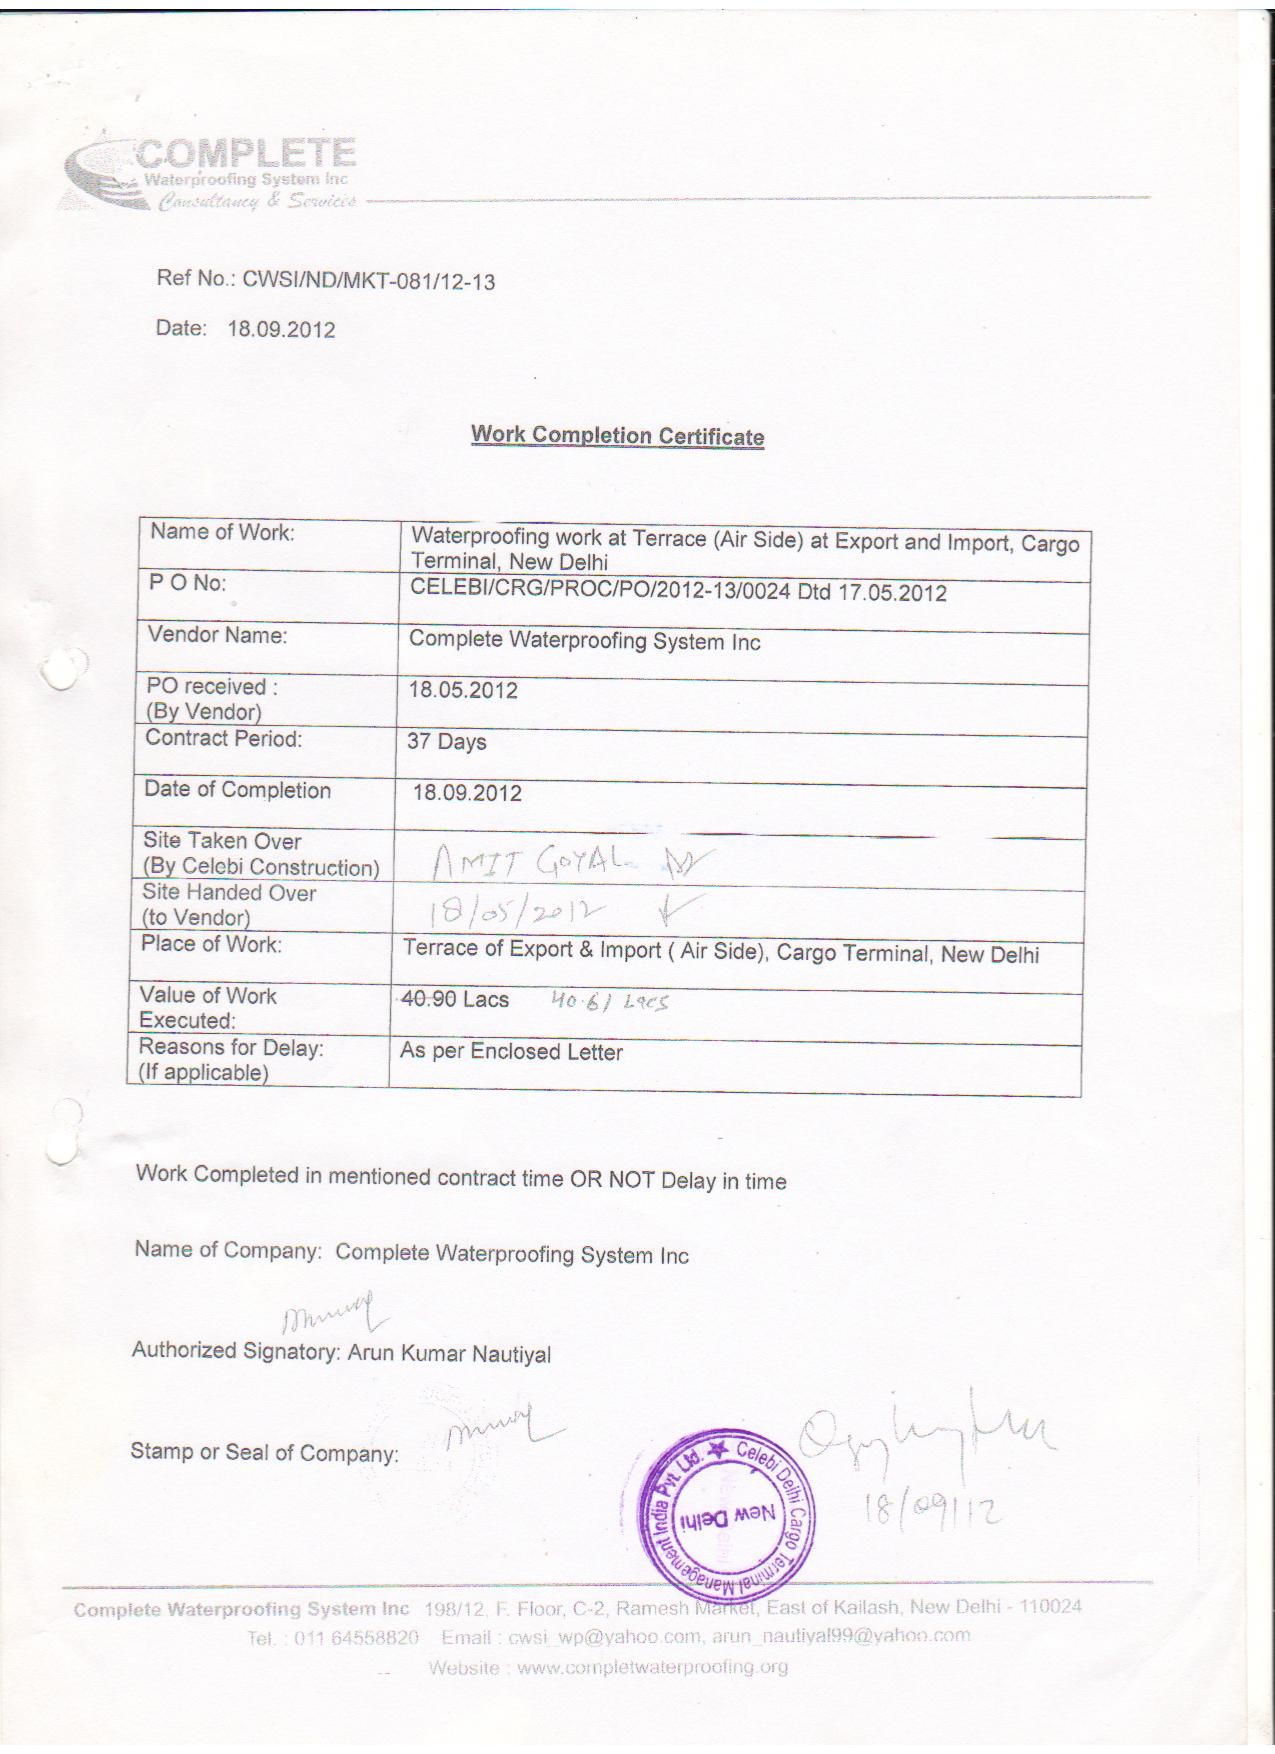 COMPLETE
Waterproofing System Inc
Consultancy & Services
Ref No.: CWSI/ND/MKT-081/12-13
Date: 18.09.2012
Work Completion Certificate
Name of Work: Waterproofing work at Terrace (Air Side) at Export and Import, Cargo
Terminal, New Delhi
P O No: CELEBI/CRG/PROC/PO/2012-13/0024 Dtd 17.05.2012
Vendor Name: Complete Waterproofing System Inc
PO received : 18.05.2012
(By Vendor)
Contract Period: 37 Days
Date of Completion 18.09.2012
Site Taken Over
(By Celebi Construction) AMIT GOYAL
Site Handed Over
(to Vendor) 18/05/2012
Place of Work: Terrace of Export & Import ( Air Side), Cargo Terminal, New Delhi
Value of Work 40.90 Lacs 40.61 Lacs
Executed:
Reasons for Delay: As per Enclosed Letter
(If applicable)
Work Completed in mentioned contract time OR NOT Delay in time
Name of Company: Complete Waterproofing System Inc
Authorized Signatory: Arun Kumar Nautiyal
Stamp or Seal of Company:
Celebi Delhi Cargo Terminal Management India Pvt. Ltd.
New Delhi
18/09/12
Complete Waterproofing System Inc 198/12, F. Floor, C-2, Ramesh Market, East of Kailash, New Delhi - 110024
Tel. : 011 64558820 Email : cwsi_wp@yahoo.com, arun_nautiyal99@yahoo.com
Website : www.completwaterproofing.org